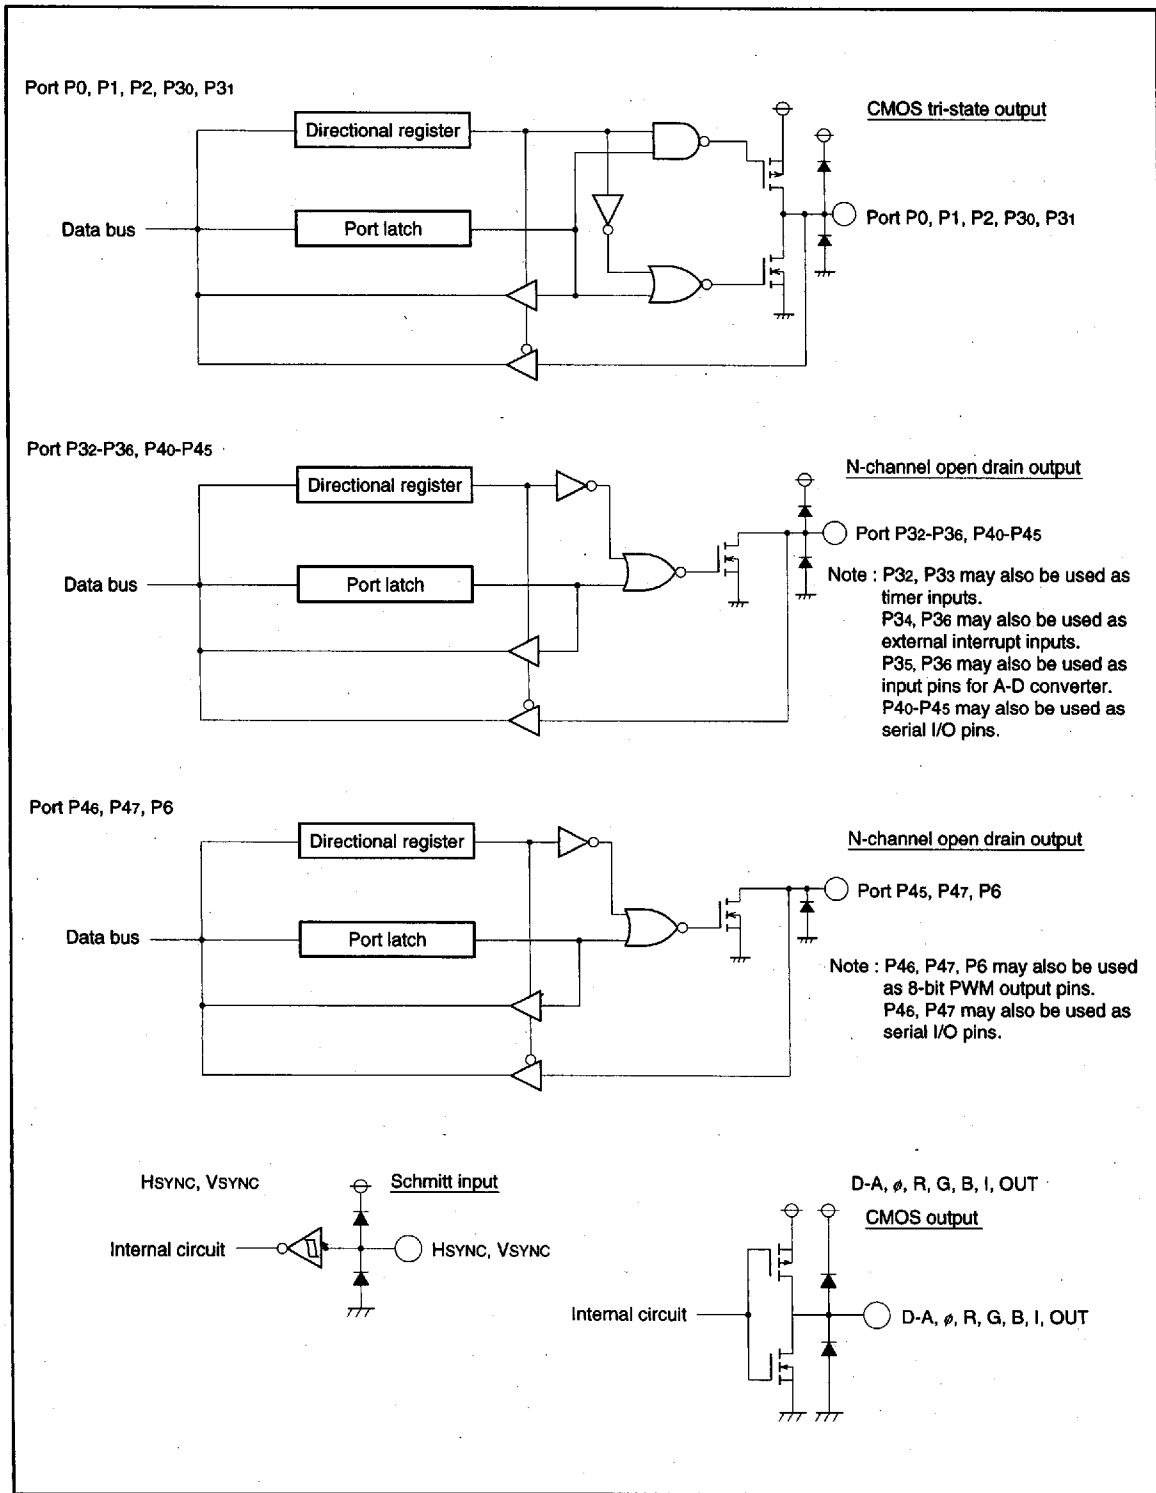 Port P0, P1, P2, P30, P31
Directional register
CMOS tri-state output
Data bus
Port latch
Port P0, P1, P2, P30, P31
Port P32-P36, P40-P45
Directional register
N-channel open drain output
Port P32-P36, P40-P45
Data bus
Port latch
Note : P32, P33 may also be used as
timer inputs.
P34, P36 may also be used as
external interrupt inputs.
P35, P36 may also be used as
input pins for A-D converter.
P40-P45 may also be used as
serial I/O pins.
Port P46, P47, P6
Directional register
N-channel open drain output
Port P45, P47, P6
Data bus
Port latch
Note : P46, P47, P6 may also be used
as 8-bit PWM output pins.
P46, P47 may also be used as
serial I/O pins.
HSYNC, VSYNC
Schmitt input
Internal circuit
HSYNC, VSYNC
D-A, ø, R, G, B, I, OUT
CMOS output
Internal circuit
D-A, ø, R, G, B, I, OUT